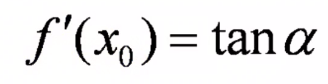 f'(x₀) = tan α